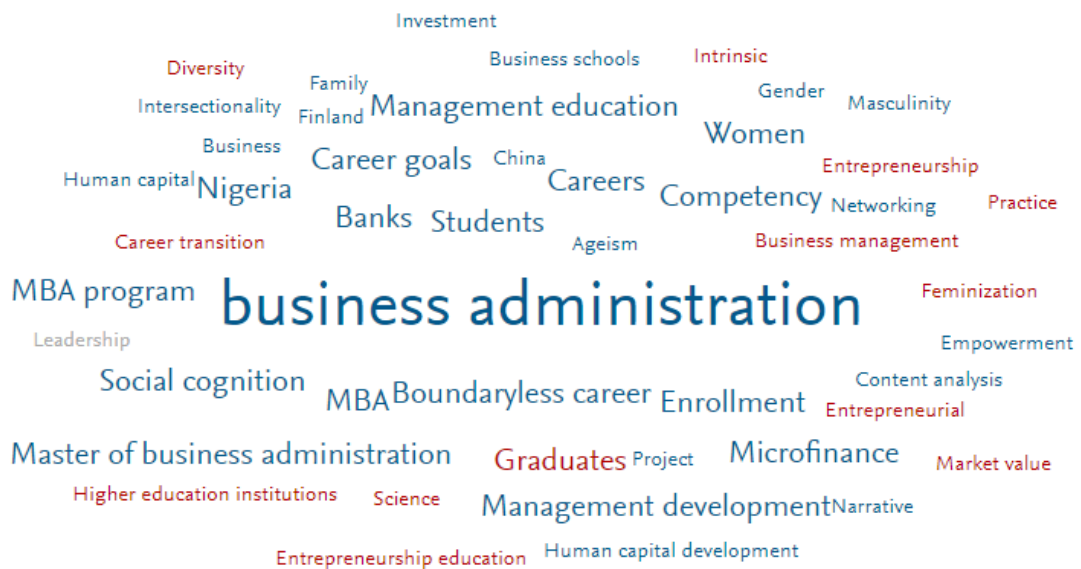 Investment
Business schools
Intrinsic
Diversity
Family
Gender
Intersectionality
Finland
Management education
Masculinity
Women
Business
Career goals
China
Entrepreneurship
Human capital
Nigeria
Careers
Competency
Networking
Practice
Banks
Students
Career transition
Ageism
Business management
MBA program
business administration
Feminization
Leadership
Empowerment
Social cognition
MBA
Boundaryless career
Enrollment
Content analysis
Entrepreneurial
Master of business administration
Graduates
Project
Microfinance
Market value
Higher education institutions
Science
Management development
Narrative
Entrepreneurship education
Human capital development